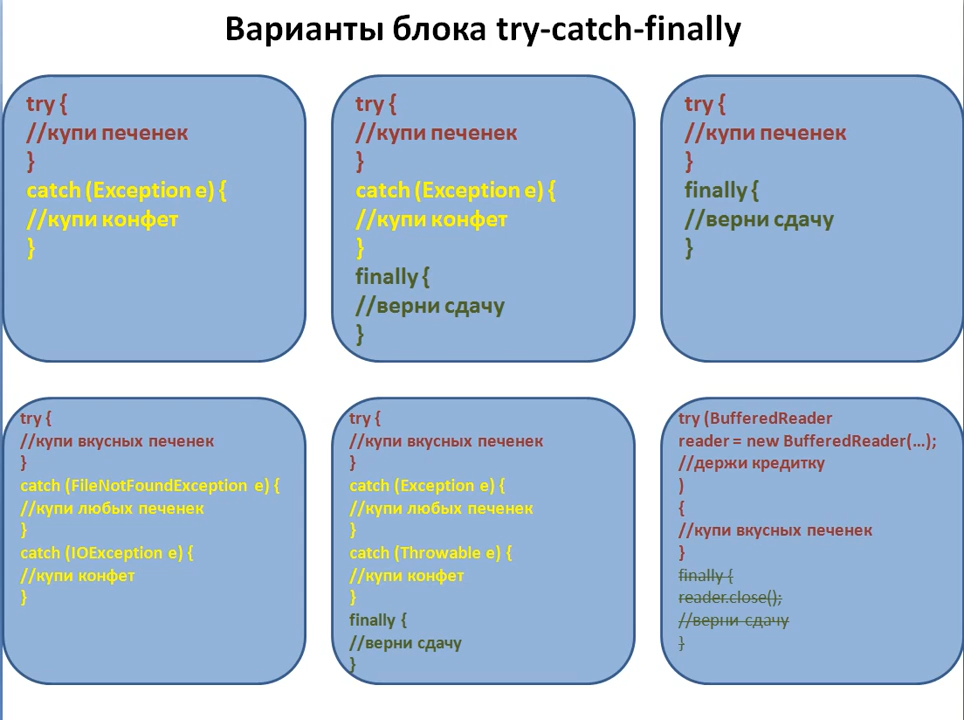 Варианты блока try-catch-finally
try {
//купи печенек
}
catch (Exception e) {
//купи конфет
}
try {
//купи печенек
}
catch (Exception e) {
//купи конфет
}
finally {
//верни сдачу
}
try {
//купи печенек
}
finally {
//верни сдачу
}
try {
//купи вкусных печенек
}
catch (FileNotFoundException e) {
//купи любых печенек
}
catch (IOException e) {
//купи конфет
}
try {
//купи вкусных печенек
}
catch (Exception e) {
//купи любых печенек
}
catch (Throwable e) {
//купи конфет
}
finally {
//верни сдачу
}
try (BufferedReader
reader = new BufferedReader(...);
//держи кредитку
)
{
//купи вкусных печенек
}
finally {
reader.close();
//верни сдачу
}